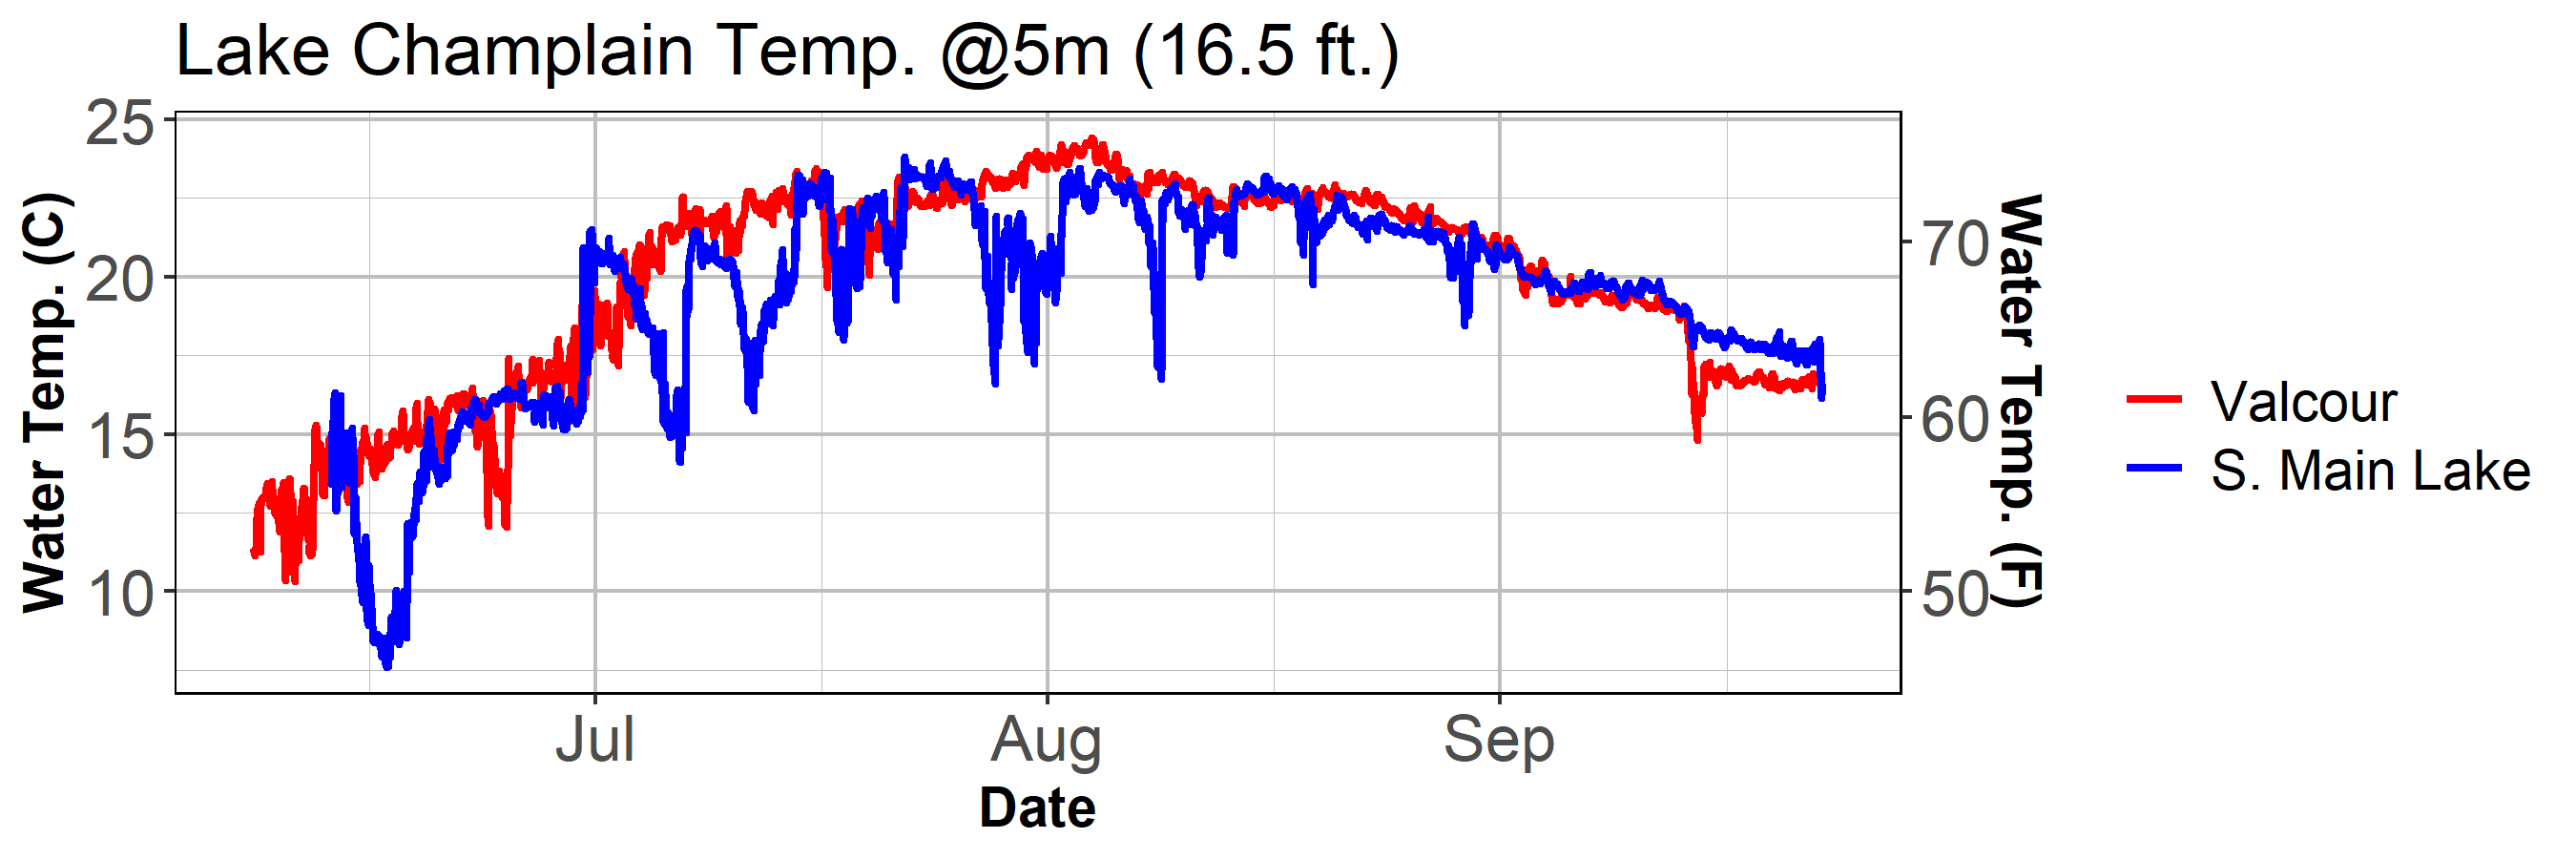 Lake Champlain Temp. @5m (16.5 ft.)
Water Temp. (C)
25
20
15
10
70
60
50
Water Temp. (F)
Jul
Aug
Sep
Date
Valcour
S. Main Lake